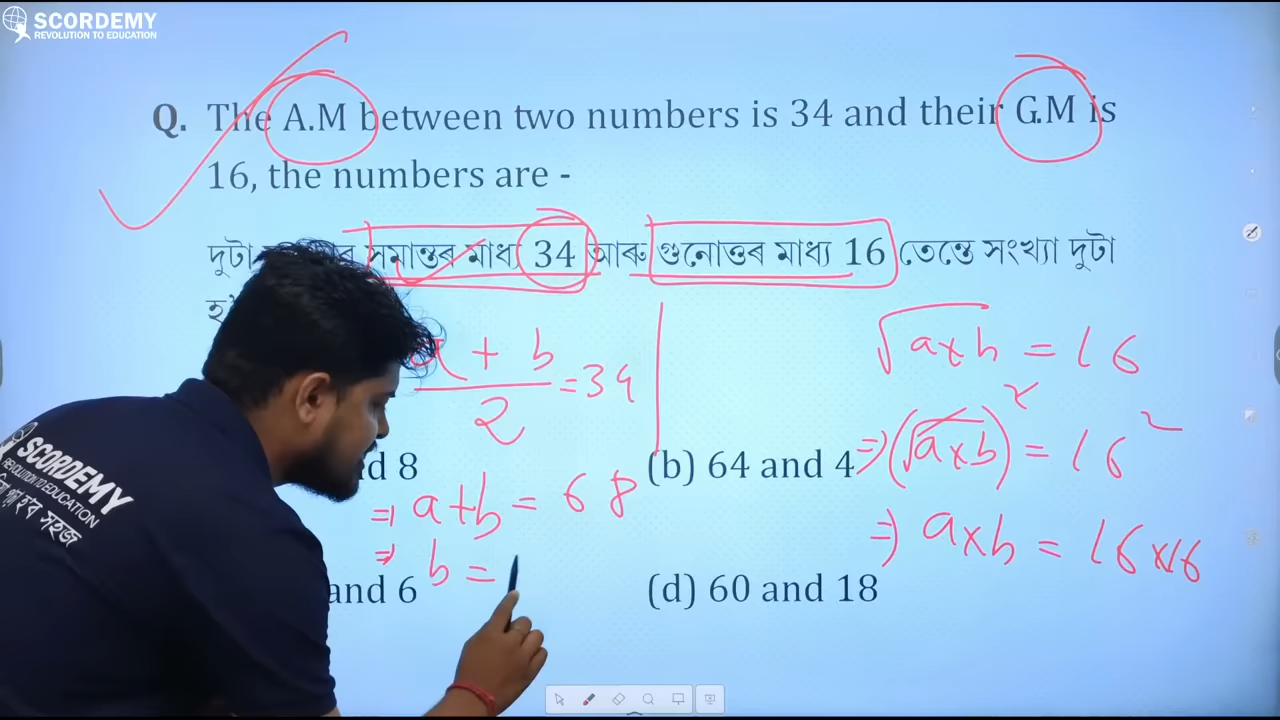 SCORDEMY
REVOLUTION TO EDUCATION
Q. The A.M between two numbers is 34 and their G.M is
16, the numbers are -
দুটা সমান্তৰ মাধ্য 34 আৰু গুনোত্তৰ মাধ্য 16 তেন্তে সংখ্যা দুটা
a + b
2
=34
√a×b = 16
8
(b) 64 and 4
⇒ (√a×b)² = 16²
⇒ a+b = 68
⇒ a×b = 16×16
⇒ b =
and 6
(d) 60 and 18
SCORDEMY
REVOLUTION TO EDUCATION